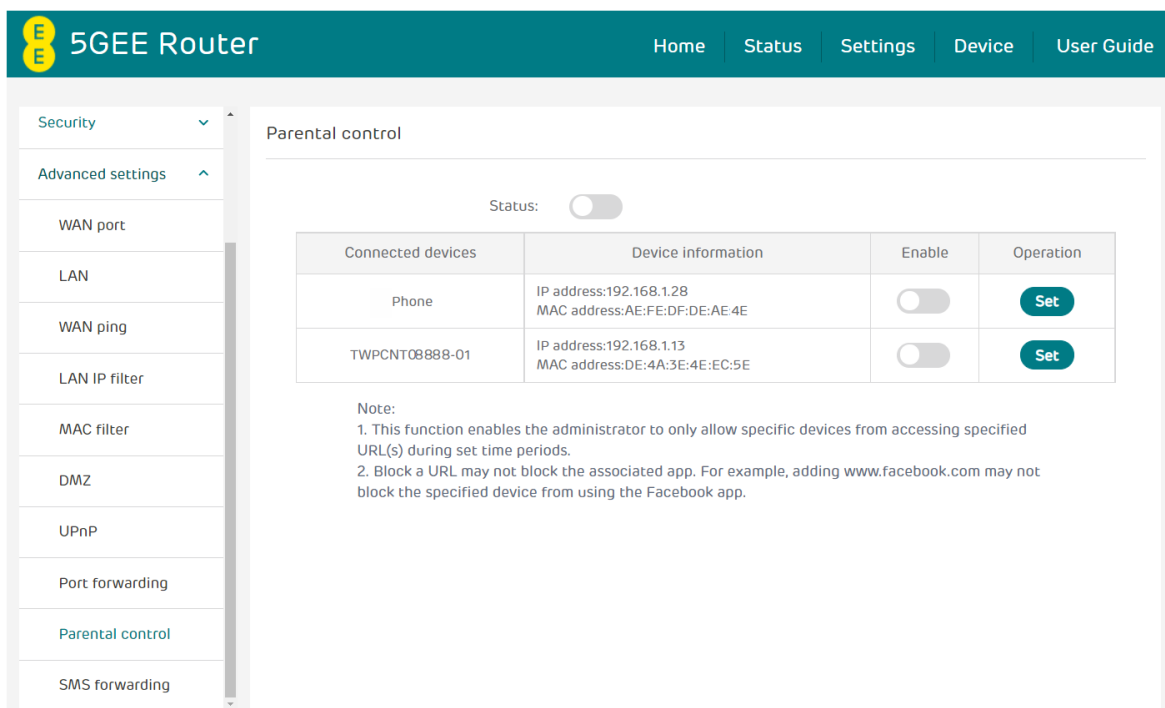 E
E
5GEE Router
Home
Status
Settings
Device
User Guide
Security
Advanced settings
WAN port
LAN
WAN ping
LAN IP filter
MAC filter
DMZ
UPnP
Port forwarding
Parental control
SMS forwarding
Parental control
Status:
Connected devices
Device information
Enable
Operation
Phone
IP address:192.168.1.28
MAC address:AE:FE:DF:DE:AE:4E
Set
TWPCNT08888-01
IP address:192.168.1.13
MAC address:DE:4A:3E:4E:EC:5E
Set
Note:
1. This function enables the administrator to only allow specific devices from accessing specified
URL(s) during set time periods.
2. Block a URL may not block the associated app. For example, adding www.facebook.com may not
block the specified device from using the Facebook app.